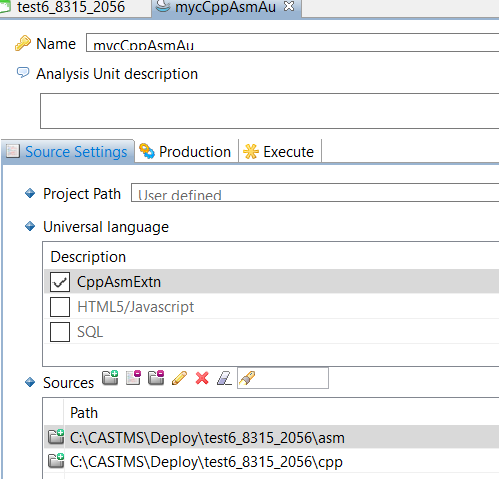 test6_8315_2056
mycCppAsmAu
Name
mycCppAsmAu
Analysis Unit description
Source Settings
Production
Execute
Project Path
User defined
Universal language
Description
CppAsmExtn
HTML5/Javascript
SQL
Sources
Path
C:\CASTMS\Deploy\test6_8315_2056\asm
C:\CASTMS\Deploy\test6_8315_2056\cpp